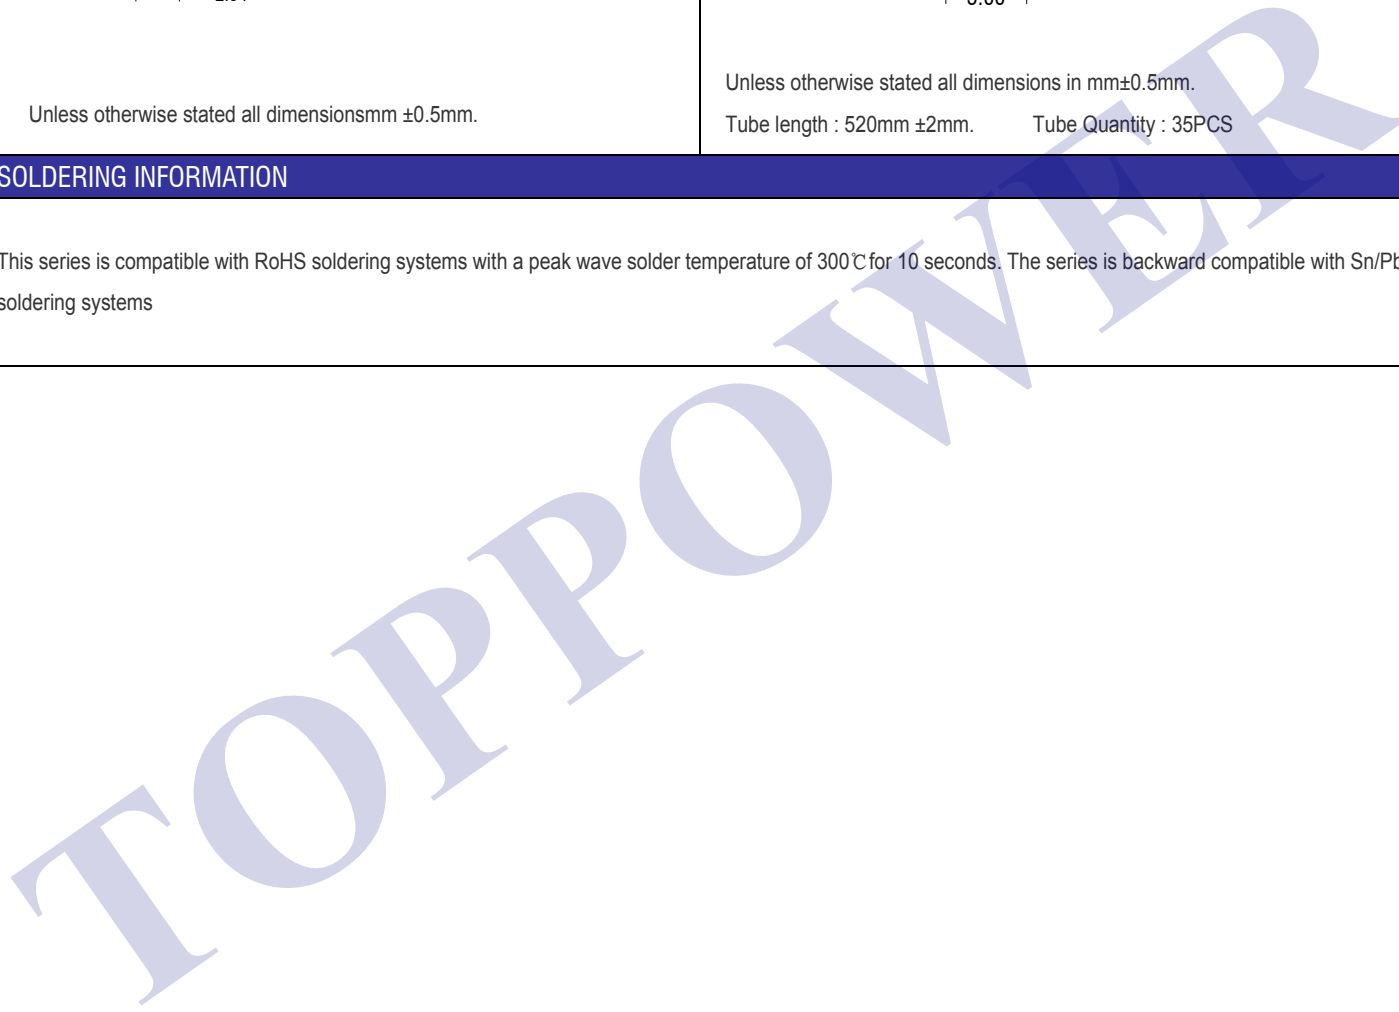 Unless otherwise stated all dimensionsmm ±0.5mm.
Unless otherwise stated all dimensions in mm±0.5mm.
Tube length : 520mm ±2mm. Tube Quantity : 35PCS
SOLDERING INFORMATION
This series is compatible with RoHS soldering systems with a peak wave solder temperature of 300℃ for 10 seconds. The series is backward compatible with Sn/Pb
soldering systems
TOPPOWER